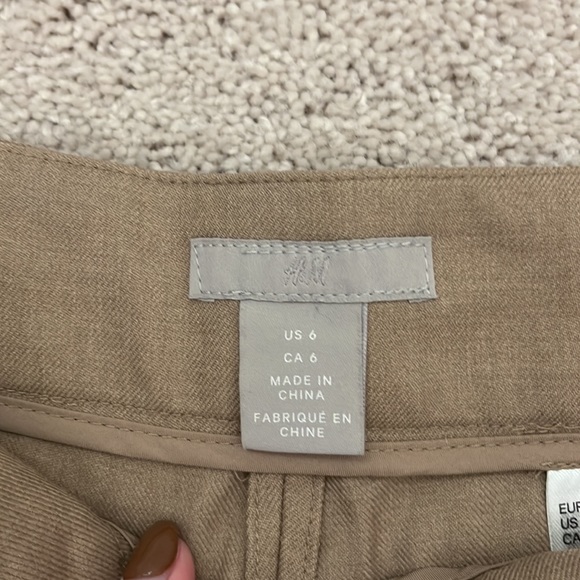 H&M
US 6
CA 6
MADE IN
CHINA
FABRIQUÉ EN
CHINE
EUR
US
CA